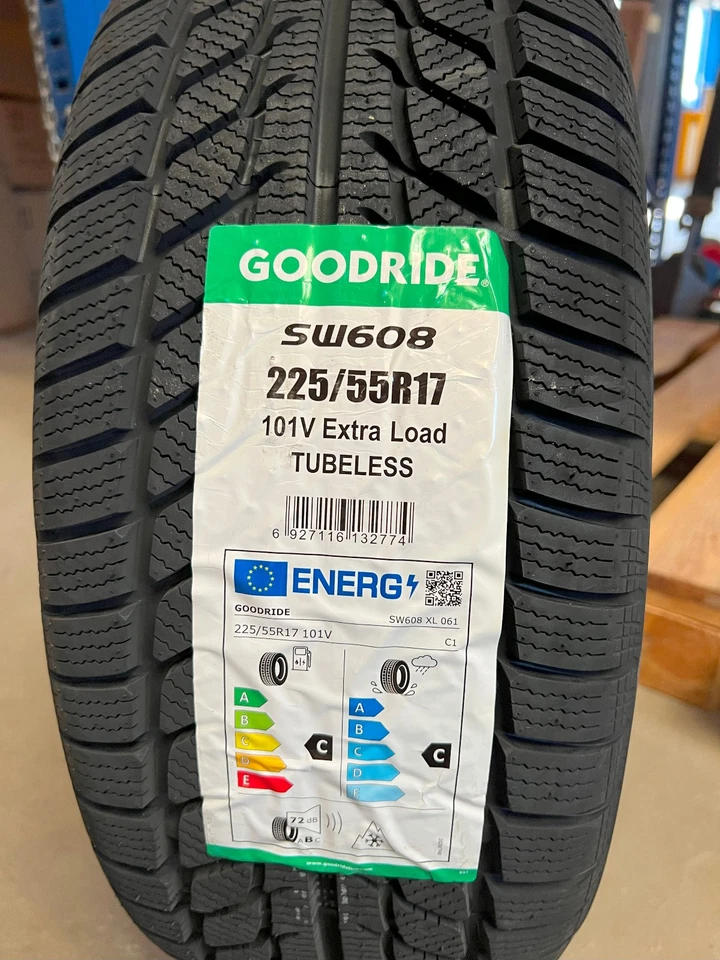 GOODRIDE®
SW608
225/55R17
101V Extra Load
TUBELESS
6 927116 132774
ENERG
GOODRIDE SW608 XL 061
225/55R17 101V C1
A A
B B
C C C C
D D
E E
72 dB
ABC